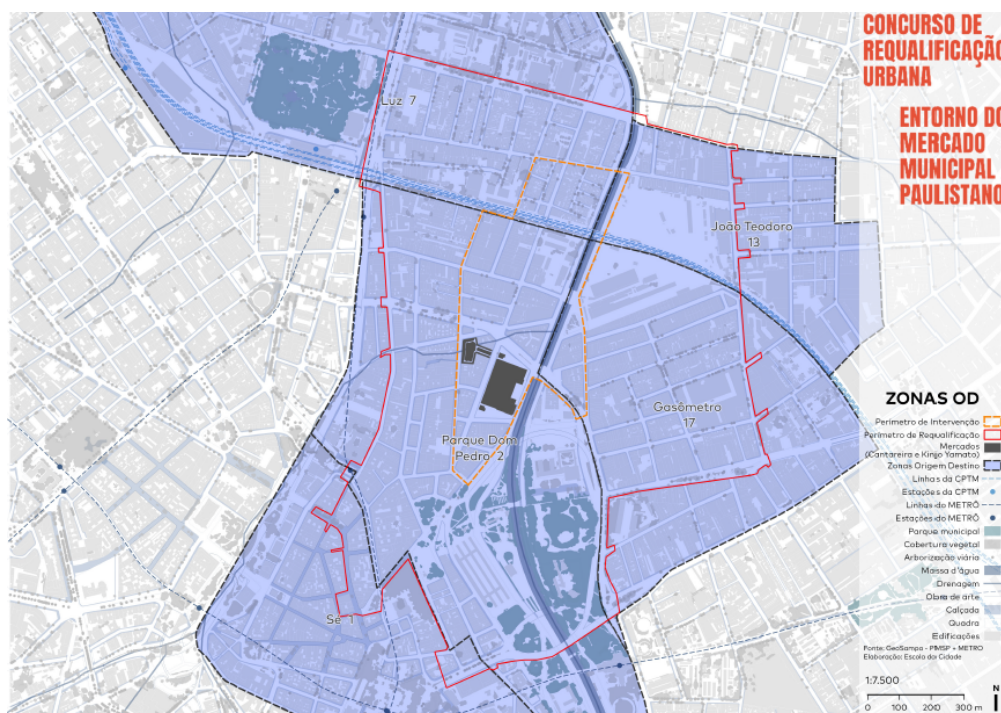 CONCURSO DE
REQUALIFICAÇÃO
URBANA
ENTORNO DO
MERCADO
MUNICIPAL
PAULISTANO
Luz 7
João Teodoro
13
Gasômetro
17
Parque Dom
Pedro 2
Sé 1
ZONAS OD
Perímetro de Intervenção
Perímetro de Requalificação
Mercados
(Cantareira e Kinjo Yamato)
Zonas Origem Destino
Linhas da CPTM
Estações da CPTM
Linhas do METRÔ
Estações do METRÔ
Parque municipal
Cobertura vegetal
Arborização viária
Massa d'água
Drenagem
Obra de arte
Calçada
Quadra
Edificações
Fonte: GeoSampa - PMSP + METRO
Elaboração: Escola da Cidade
1:7.500
0 100 200 300 m
N